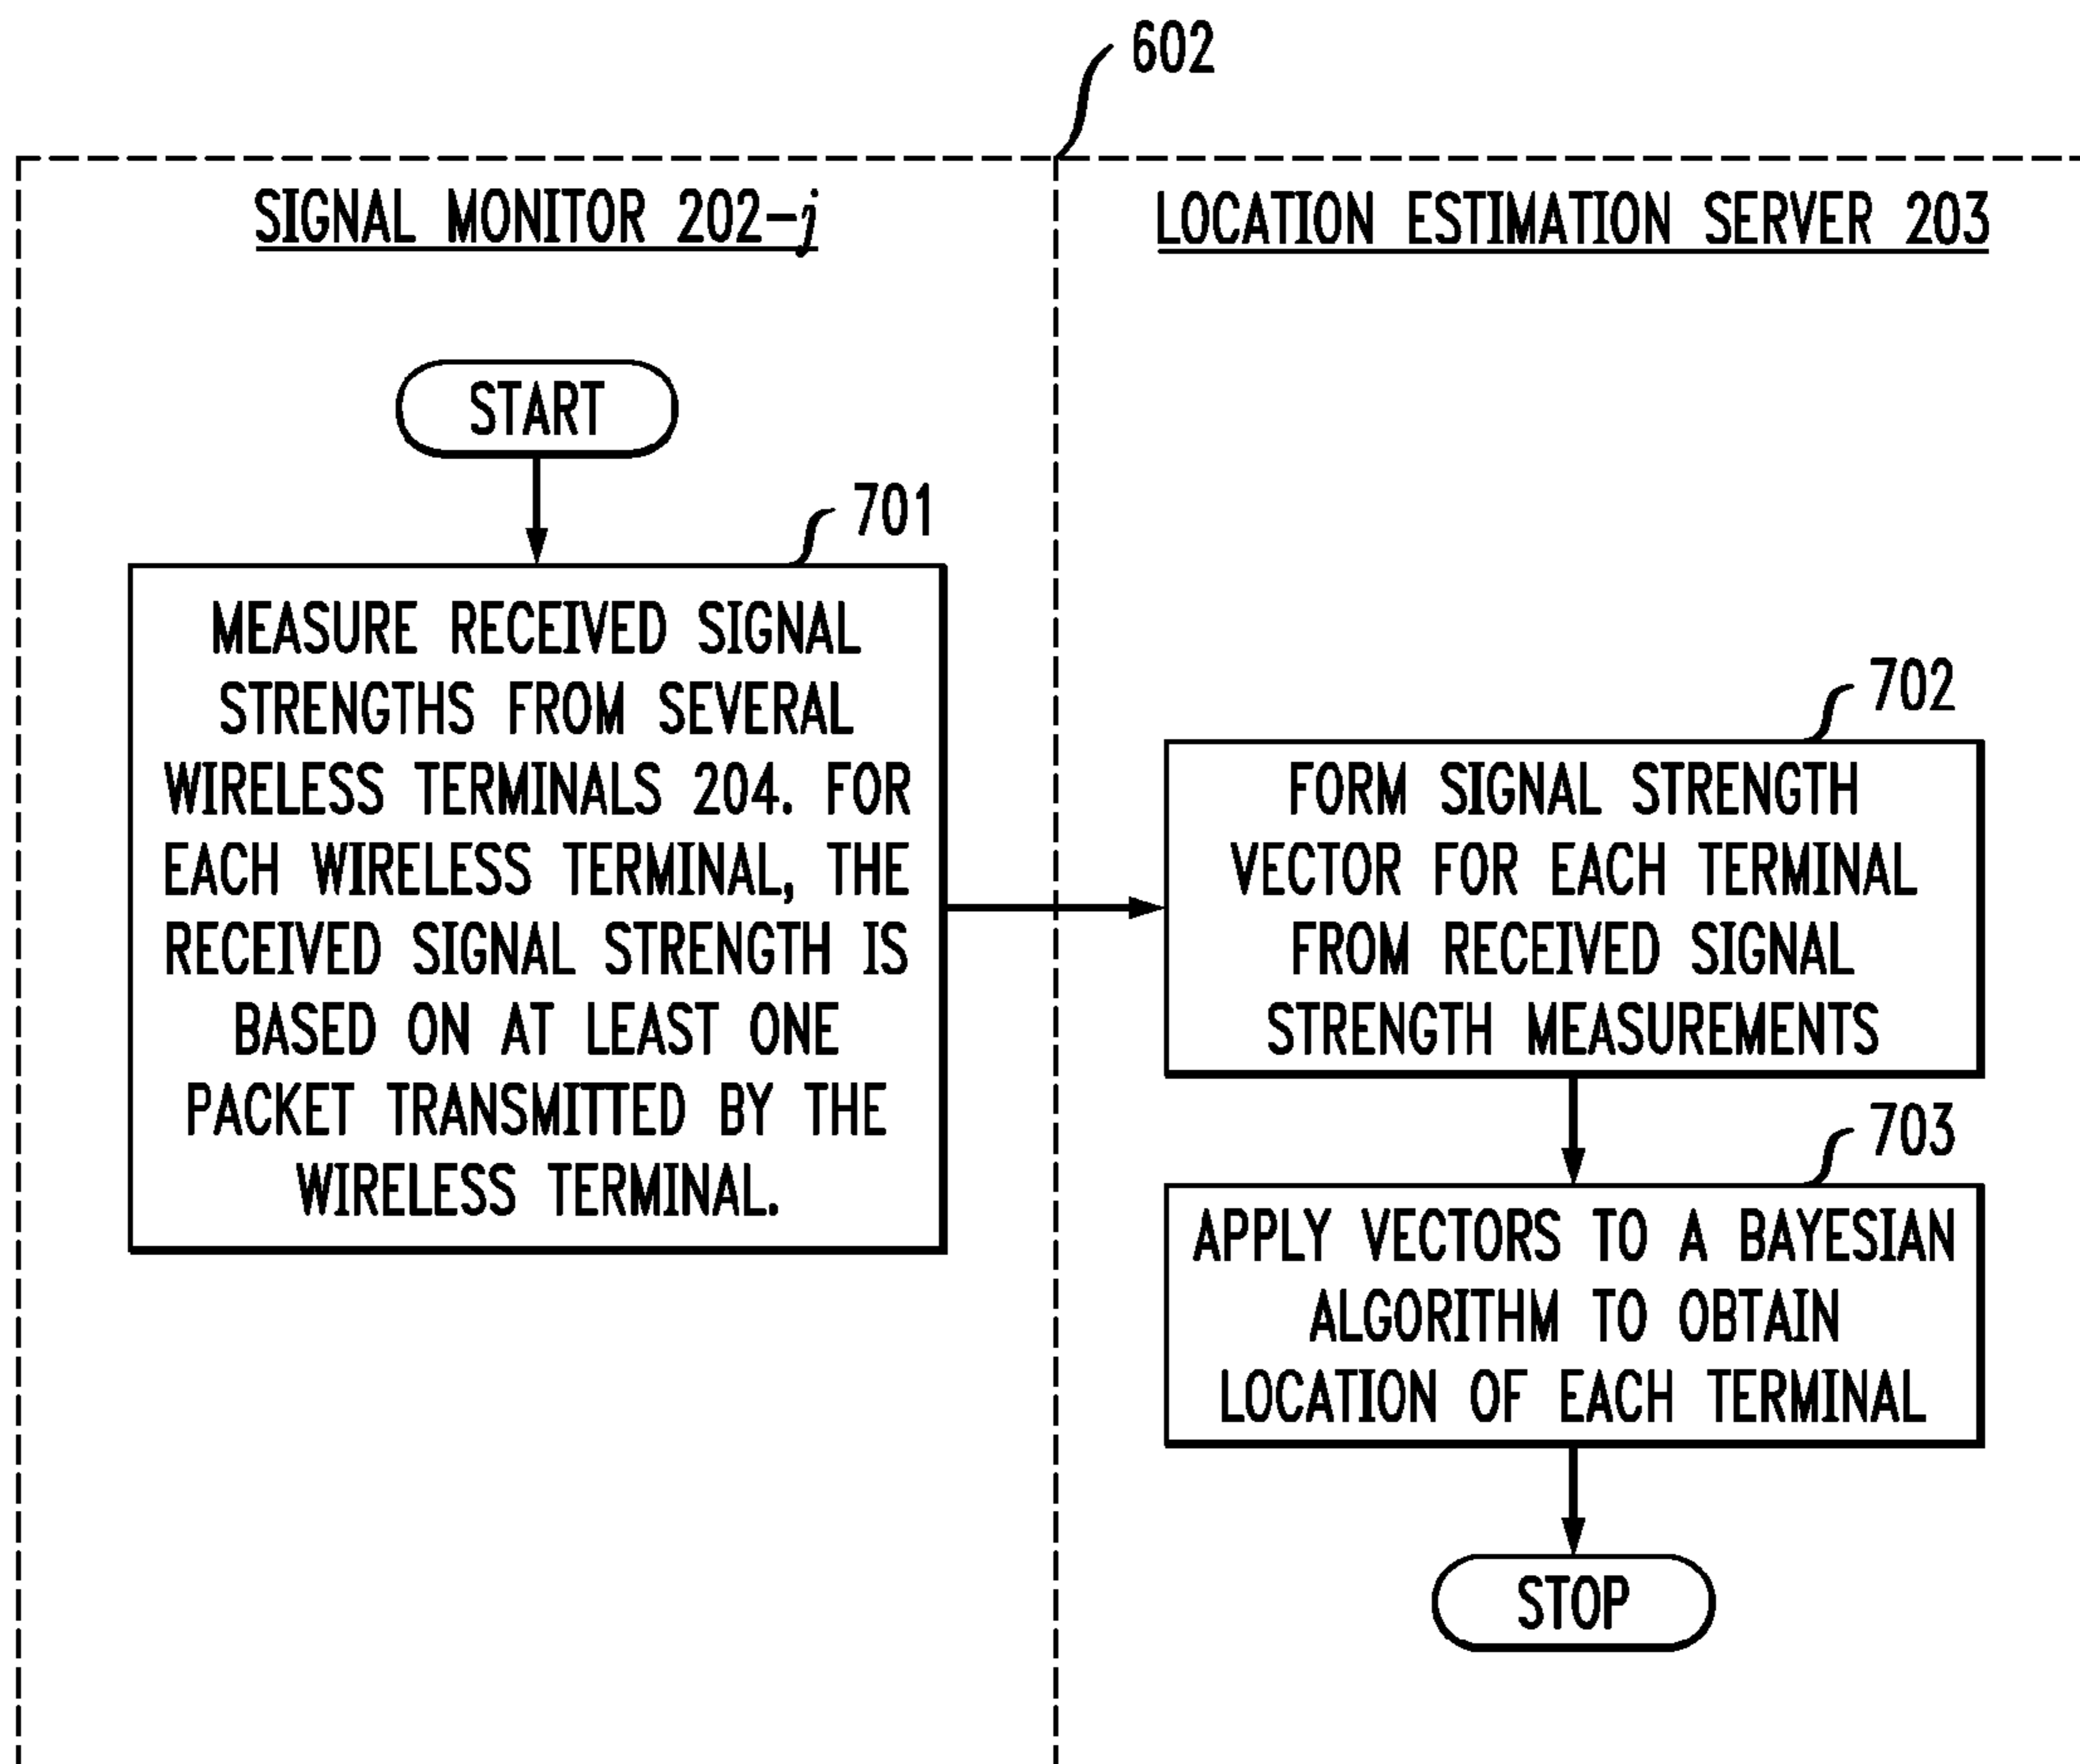 602
SIGNAL MONITOR 202-j
LOCATION ESTIMATION SERVER 203
START
701
MEASURE RECEIVED SIGNAL
STRENGTHS FROM SEVERAL
WIRELESS TERMINALS 204. FOR
EACH WIRELESS TERMINAL, THE
RECEIVED SIGNAL STRENGTH IS
BASED ON AT LEAST ONE
PACKET TRANSMITTED BY THE
WIRELESS TERMINAL.
702
FORM SIGNAL STRENGTH
VECTOR FOR EACH TERMINAL
FROM RECEIVED SIGNAL
STRENGTH MEASUREMENTS
703
APPLY VECTORS TO A BAYESIAN
ALGORITHM TO OBTAIN
LOCATION OF EACH TERMINAL
STOP